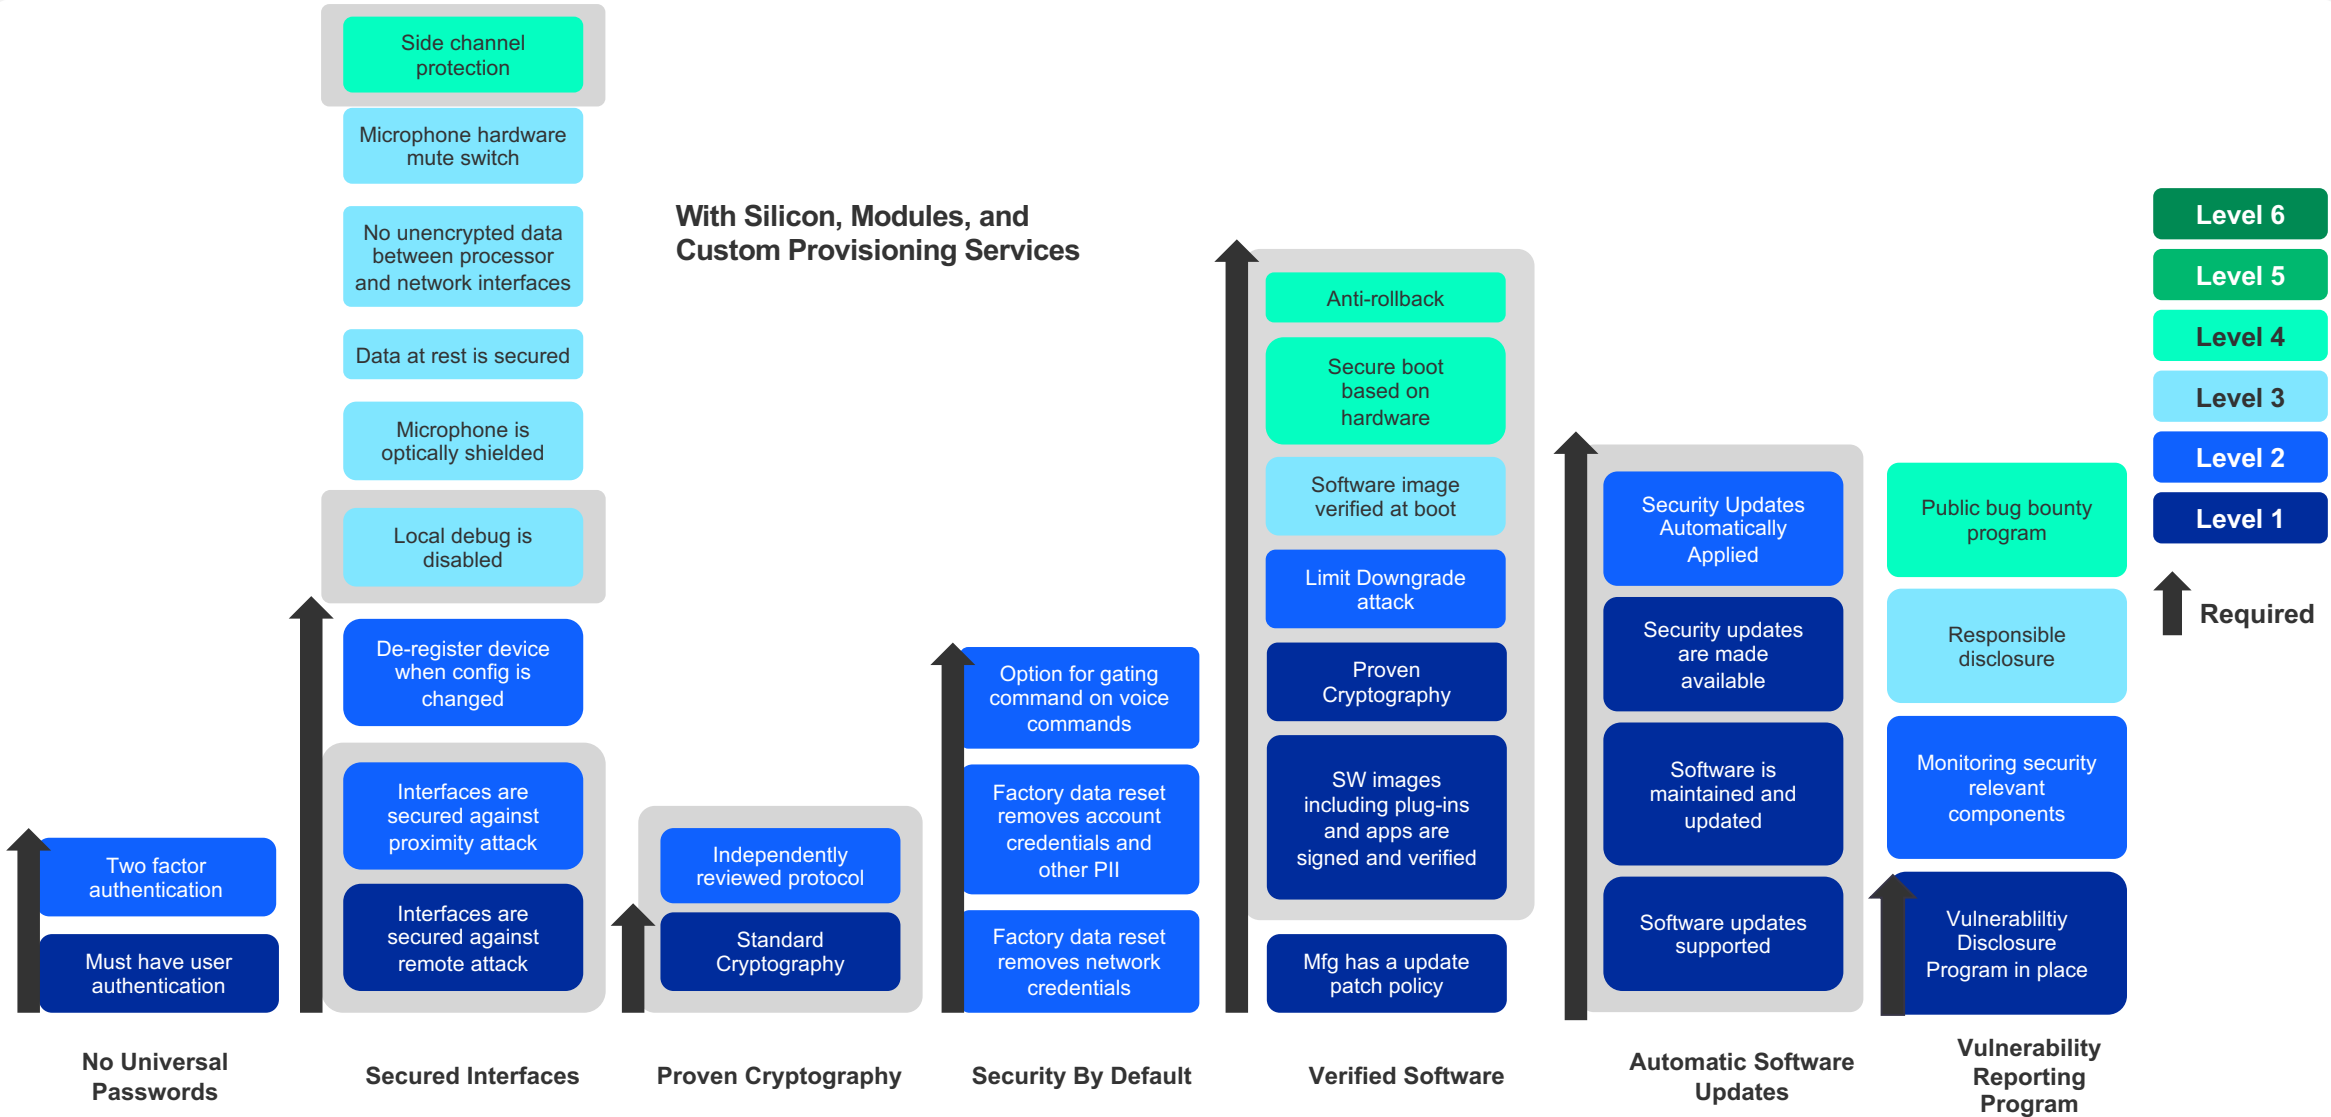 Side channel
protection
Microphone hardware
mute switch
No unencrypted data
between processor
and network interfaces
Data at rest is secured
Microphone is
optically shielded
Local debug is
disabled
De-register device
when config is
changed
Interfaces are
secured against
proximity attack
Interfaces are
secured against
remote attack
Two factor
authentication
Must have user
authentication
With Silicon, Modules, and
Custom Provisioning Services
Independently
reviewed protocol
Standard
Cryptography
Option for gating
command on voice
commands
Factory data reset
removes account
credentials and
other PII
Factory data reset
removes network
credentials
Anti-rollback
Secure boot
based on
hardware
Software image
verified at boot
Limit Downgrade
attack
Proven
Cryptography
SW images
including plug-ins
and apps are
signed and verified
Mfg has a update
patch policy
Security Updates
Automatically
Applied
Security updates
are made
available
Software is
maintained and
updated
Software updates
supported
Public bug bounty
program
Responsible
disclosure
Monitoring security
relevant
components
Vulnerabliltiy
Disclosure
Program in place
Level 6
Level 5
Level 4
Level 3
Level 2
Level 1
Required
No Universal
Passwords
Secured Interfaces
Proven Cryptography
Security By Default
Verified Software
Automatic Software
Updates
Vulnerability
Reporting
Program